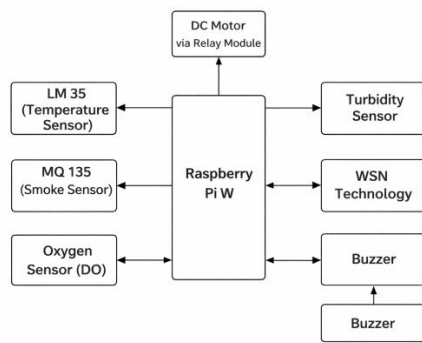 DC Motor
via Relay Module
LM 35
(Temperature
Sensor)
Turbidity
Sensor
MQ 135
(Smoke Sensor)
Raspberry
Pi W
WSN
Technology
Oxygen
Sensor (DO)
Buzzer
Buzzer